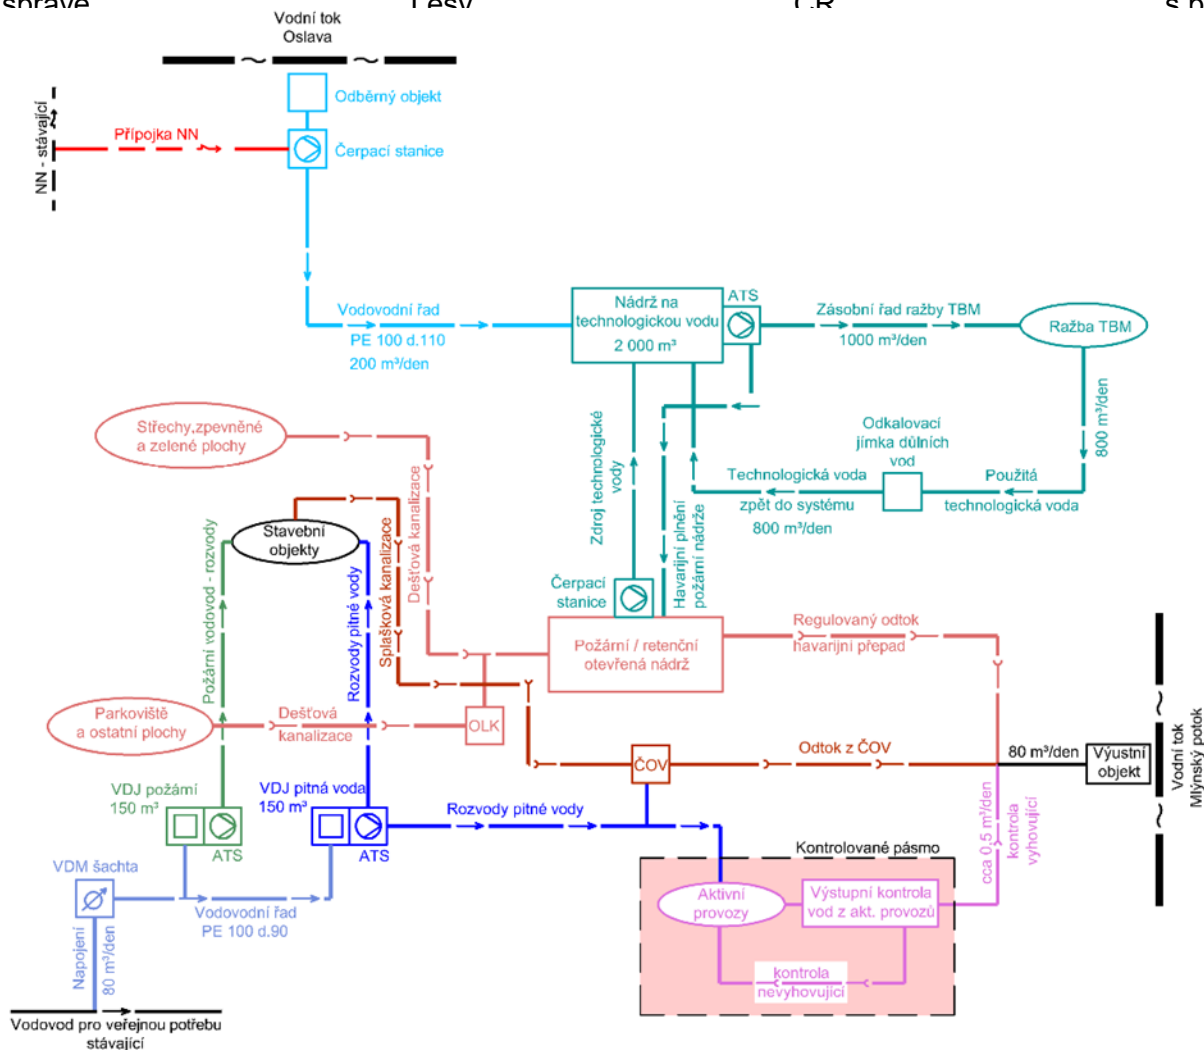 správě Lesy ČR s.p
Vodní tok
Oslava
Odběrný objekt
NN - stávající
Přípojka NN
Čerpací stanice
Vodovodní řad
PE 100 d.110
200 m³/den
Nádrž na
technologickou vodu
2 000 m³
ATS
Zásobní řad ražby TBM
1000 m³/den
Ražba TBM
800 m³/den
Odkalovací
jímka důlních
vod
Použitá
technologická voda
Technologická voda
zpět do systému
800 m³/den
Zdroj technologické
vody
Havarijní plnění
požární nádrže
Střechy,zpevněné
a zelené plochy
Dešťová kanalizace
Stavební
objekty
Splašková kanalizace
Požární vodovod - rozvody
Rozvody pitné vody
Čerpací
stanice
Požární / retenční
otevřená nádrž
Regulovaný odtok
havarijní přepad
Parkoviště
a ostatní plochy
Dešťová
kanalizace
OLK
ČOV
Odtok z ČOV
80 m³/den
Výustní
objekt
Vodní tok
Mlýnský potok
VDJ požární
150 m³
ATS
VDJ pitná voda
150 m³
ATS
Rozvody pitné vody
cca 0,5 m³/den
kontrola
vyhovující
Kontrolované pásmo
Aktivní
provozy
Výstupní kontrola
vod z akt. provozů
kontrola
nevyhovující
VDM šachta
Vodovodní řad
PE 100 d.90
Napojení
80 m³/den
Vodovod pro veřejnou potřebu
stávající